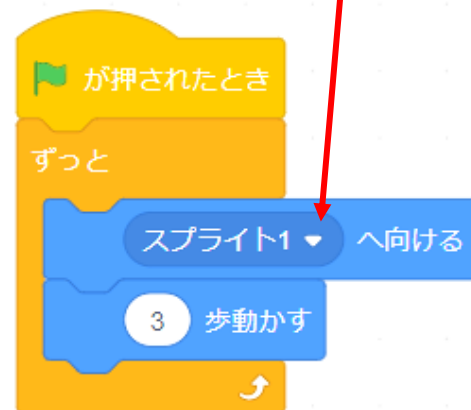 が押されたとき
ずっと
スプライト1 へ向ける
3 歩動かす